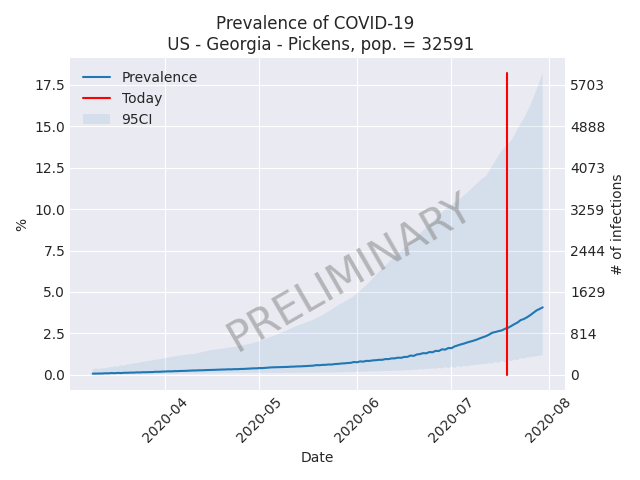 Prevalence of COVID-19
US - Georgia - Pickens, pop. = 32591
Prevalence
Today
95CI
PRELIMINARY
%
17.5
15.0
12.5
10.0
7.5
5.0
2.5
0.0
5703
4888
4073
3259
2444
1629
814
0
# of infections
2020-04
2020-05
2020-06
2020-07
2020-08
Date